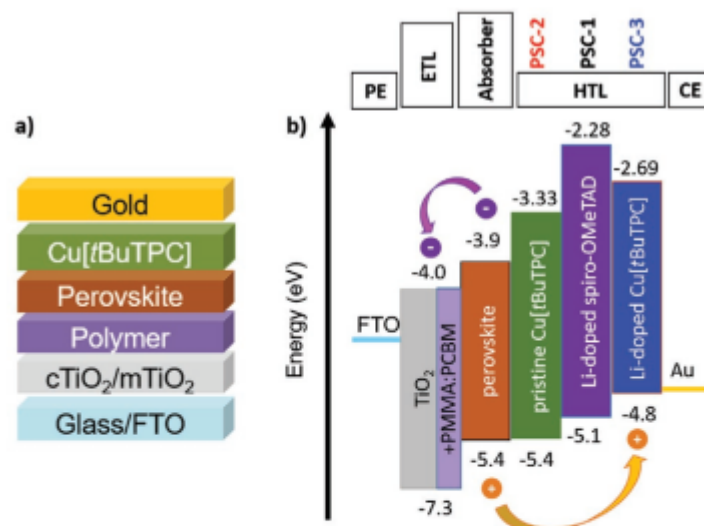 a)
Gold
Cu[tBuTPC]
Perovskite
Polymer
cTiO₂/mTiO₂
Glass/FTO
b)
PE
ETL
Absorber
PSC-2
PSC-1
PSC-3
HTL
CE
Energy (eV)
FTO
TiO₂
+PMMA:PCBM
perovskite
pristine Cu[tBuTPC]
Li-doped spiro-OMeTAD
Li-doped Cu[tBuTPC]
Au
-
-
-4.0
-3.9
-3.33
-2.28
-2.69
-7.3
-5.4
-5.4
-5.1
-4.8
+
+